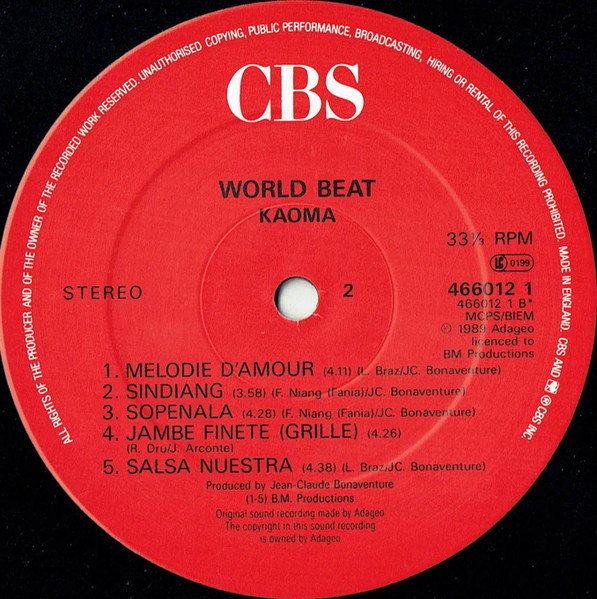 ALL RIGHTS OF THE PRODUCER AND OF THE OWNER OF THE RECORDED WORK RESERVED. UNAUTHORISED COPYING, PUBLIC PERFORMANCE, BROADCASTING, HIRING OR RENTAL OF THIS RECORDING PROHIBITED. MADE IN ENGLAND. CBS AND ® CBS INC.
CBS
WORLD BEAT
KAOMA
33⅓ RPM
LC 0199
STEREO
2
466012 1
466012 1 B*
MCPS/BIEM
℗ 1989 Adageo
licenced to
BM Productions
1. MELODIE D'AMOUR (4.11) (L. Braz/JC. Bonaventure)
2. SINDIANG (3.58) (F. Niang (Fania)/JC. Bonaventure)
3. SOPENALA (4.28) (F. Niang (Fania)/JC. Bonaventure)
4. JAMBE FINETE (GRILLE) (4.26)
(R. Dru/J. Arconte)
5. SALSA NUESTRA (4.38) (L. Braz/JC. Bonaventure)
Produced by Jean-Claude Bonaventure
(1-5) B.M. Productions
Original sound recording made by Adageo
The copyright in this sound recording
is owned by Adageo